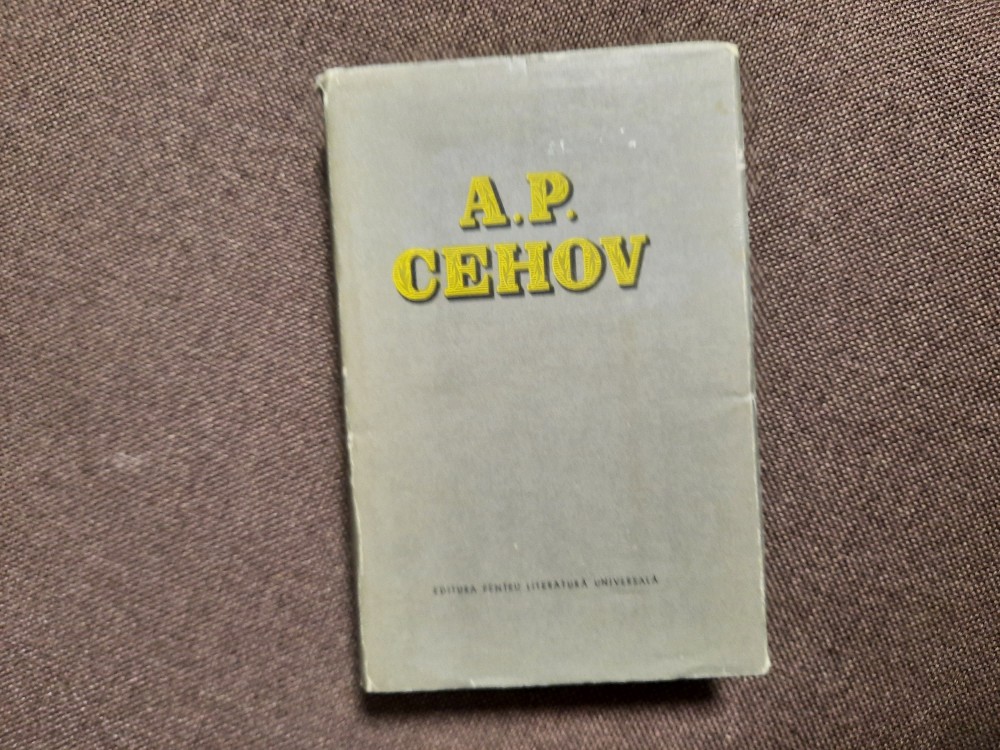 A.P.
CEHOV
EDITURA PENTRU LITERATURĂ UNIVERSALĂ